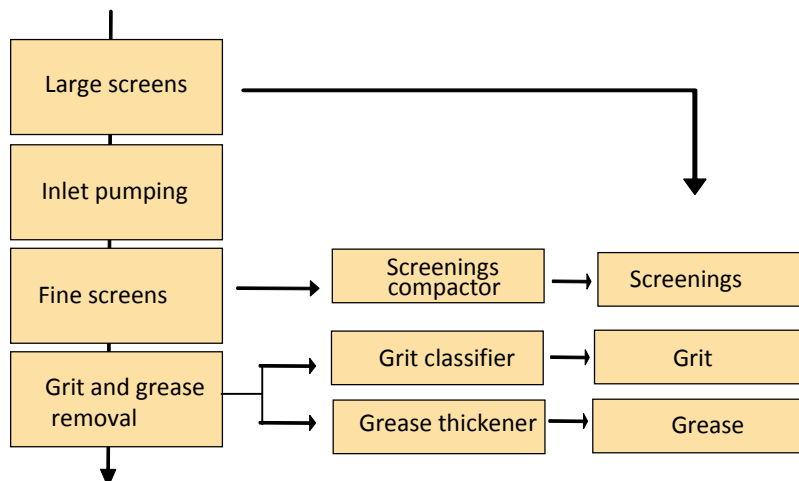 Large screens
Inlet pumping
Fine screens
Screenings
compactor
Screenings
Grit and grease
removal
Grit classifier
Grit
Grease thickener
Grease